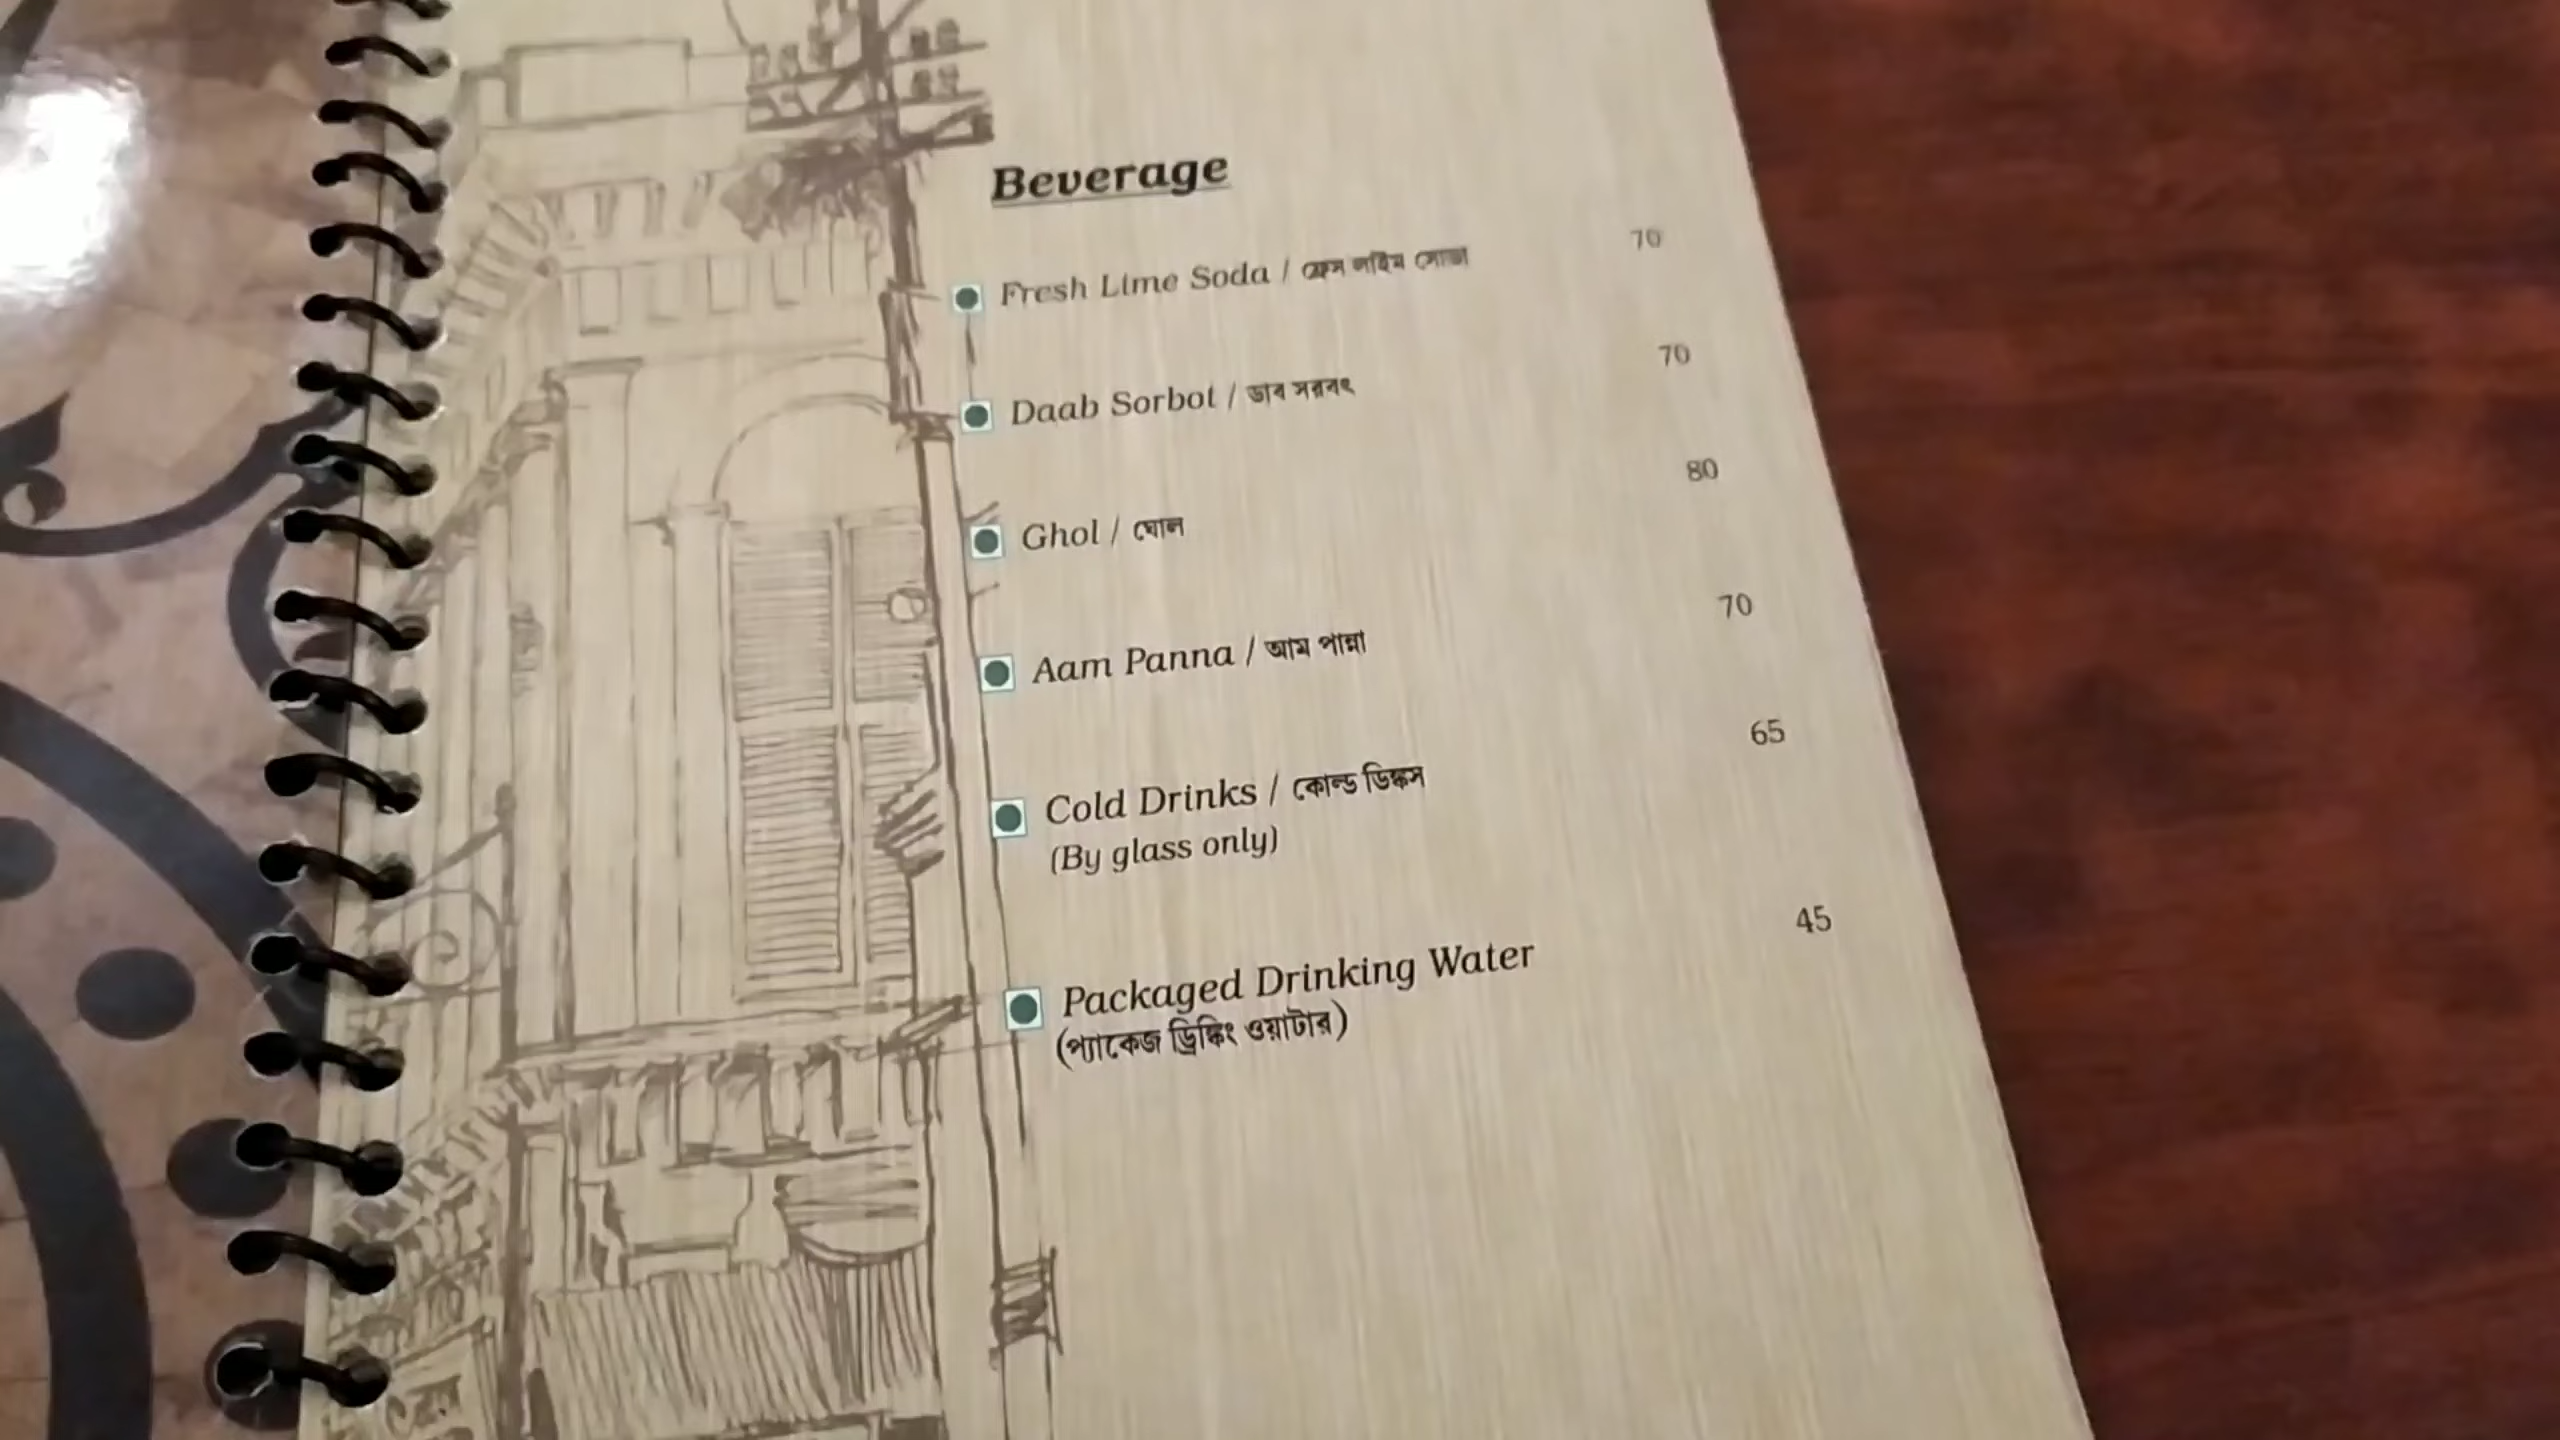 Beverage
Fresh Lime Soda / ফ্রেস লাইম সোডা 70
Daab Sorbot / ডাব সরবৎ 70
Ghol / ঘোল 80
Aam Panna / আম পান্না 70
Cold Drinks / কোল্ড ড্রিঙ্কস 65
(By glass only)
Packaged Drinking Water 45
(প্যাকেজ ড্রিঙ্কিং ওয়াটার)